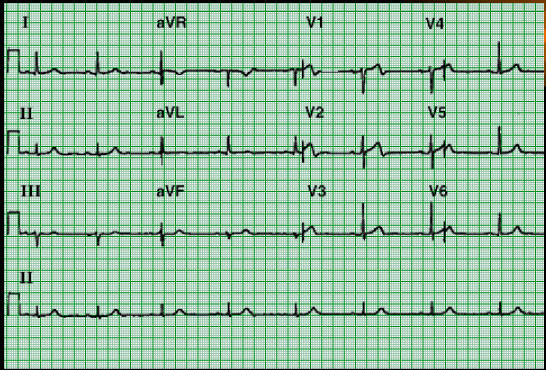 I aVR V1 V4
II aVL V2 V5
III aVF V3 V6
II